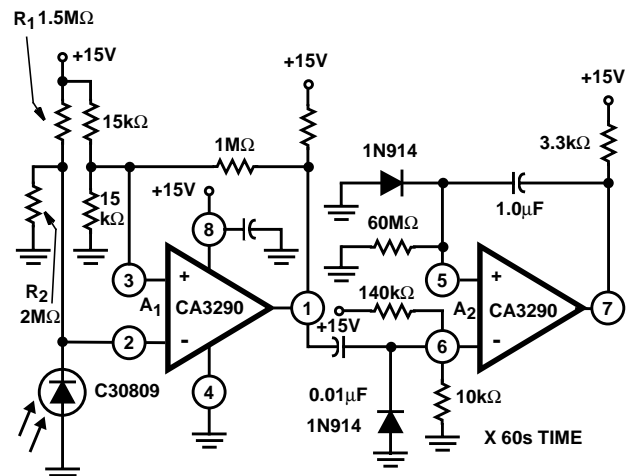 R1 1.5MΩ
+15V
15kΩ
15
kΩ
R2
2MΩ
C30809
+15V
1MΩ
+15V
8
3
+
A1
CA3290
2
-
4
1
+15V
140kΩ
0.01μF
1N914
1N914
60MΩ
1.0μF
+15V
3.3kΩ
5
+
A2
CA3290
6
-
7
10kΩ
X 60s TIME